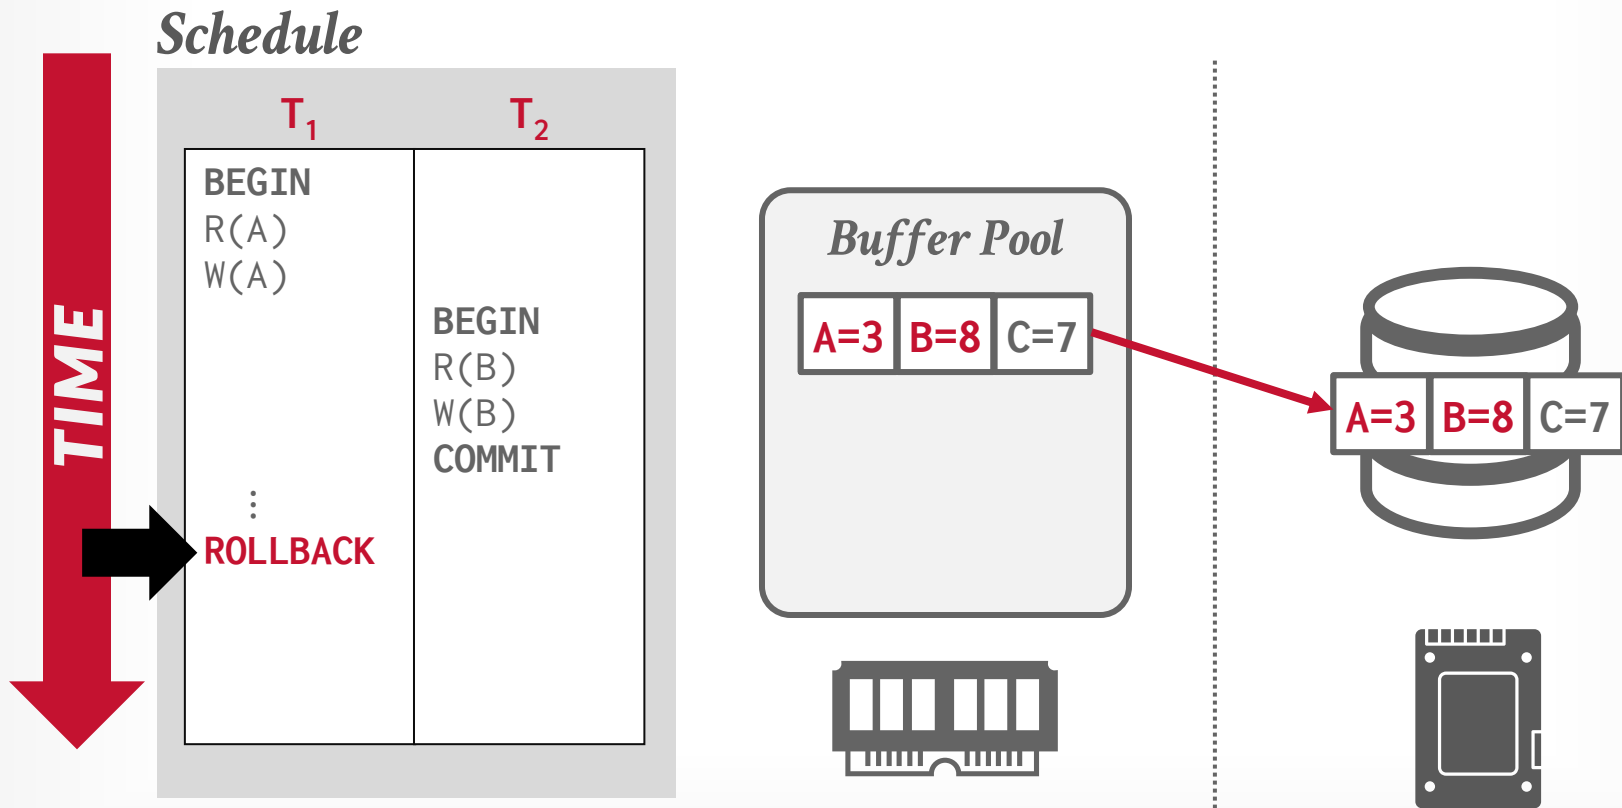 Schedule
TIME
T₁
T₂
BEGIN
R(A)
W(A)
BEGIN
R(B)
W(B)
COMMIT
⋮
ROLLBACK
Buffer Pool
A=3 B=8 C=7
A=3 B=8 C=7